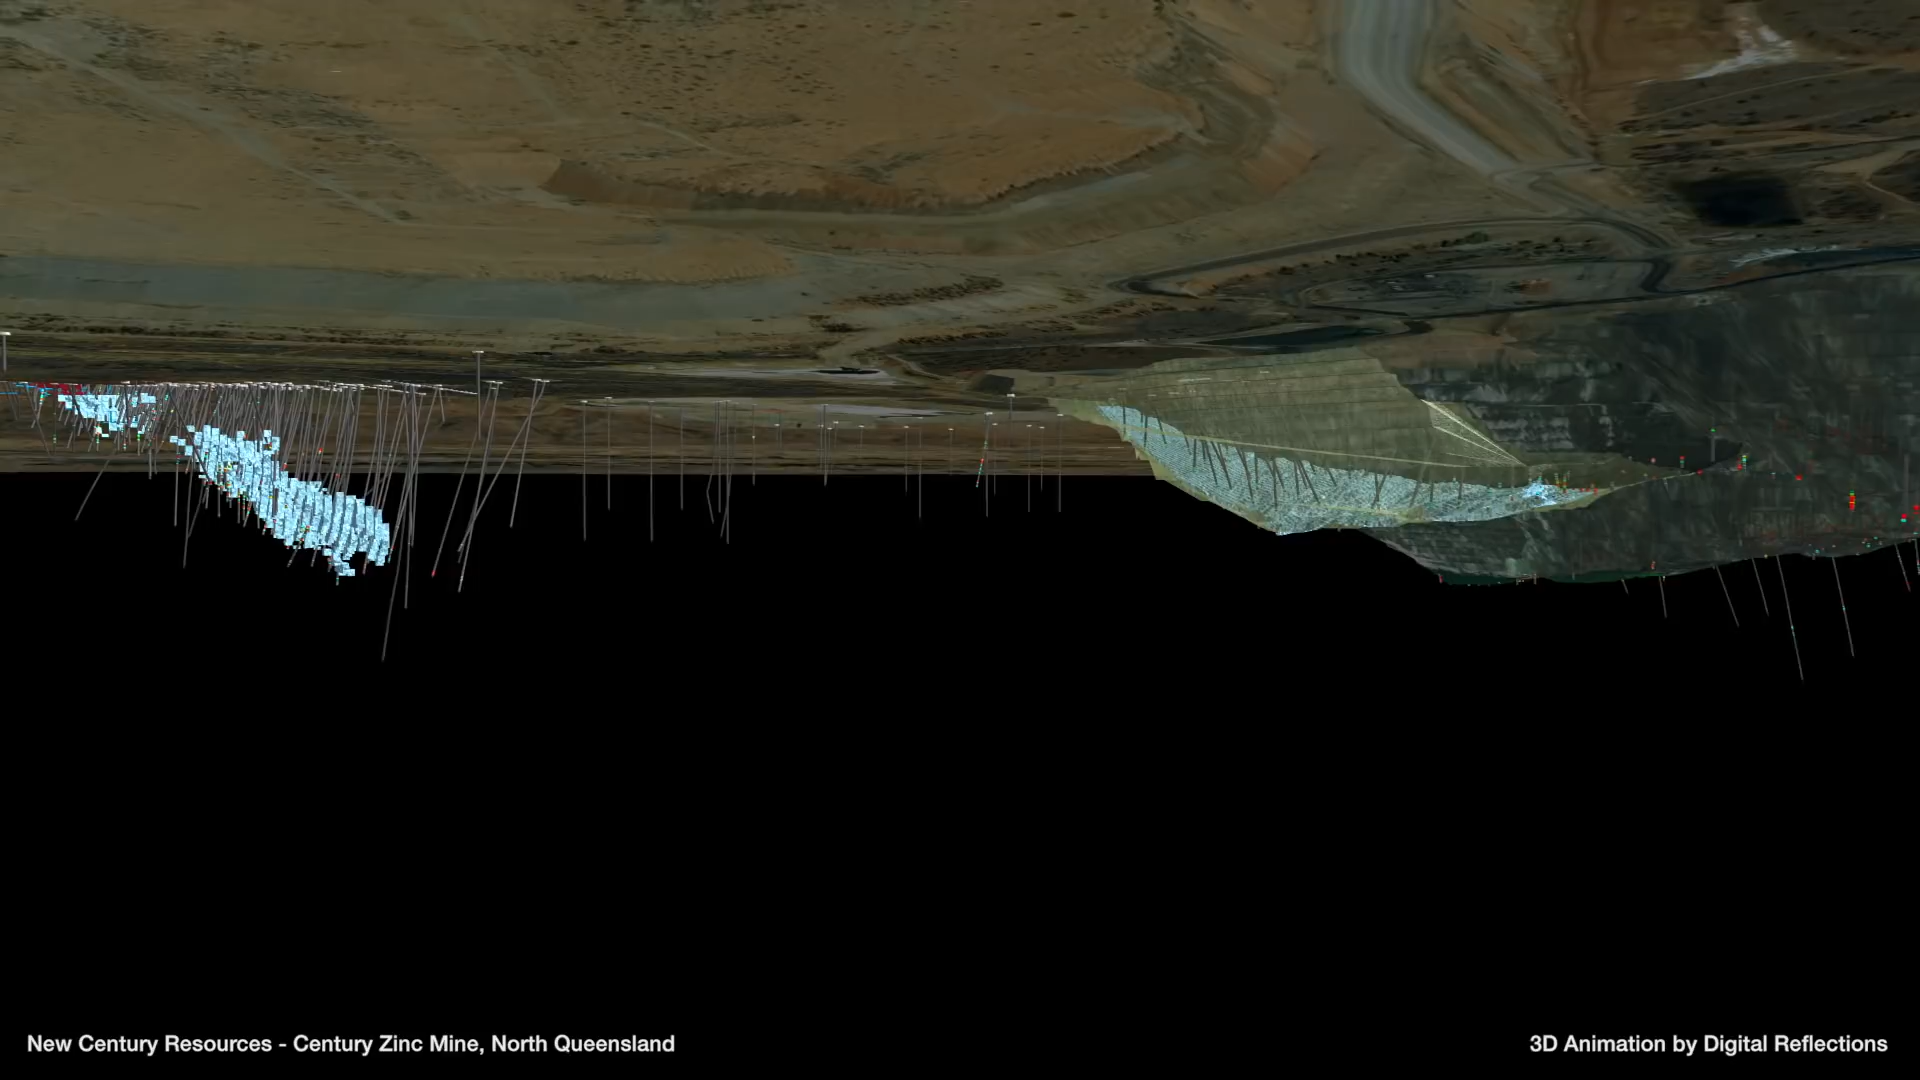 New Century Resources - Century Zinc Mine, North Queensland
3D Animation by Digital Reflections